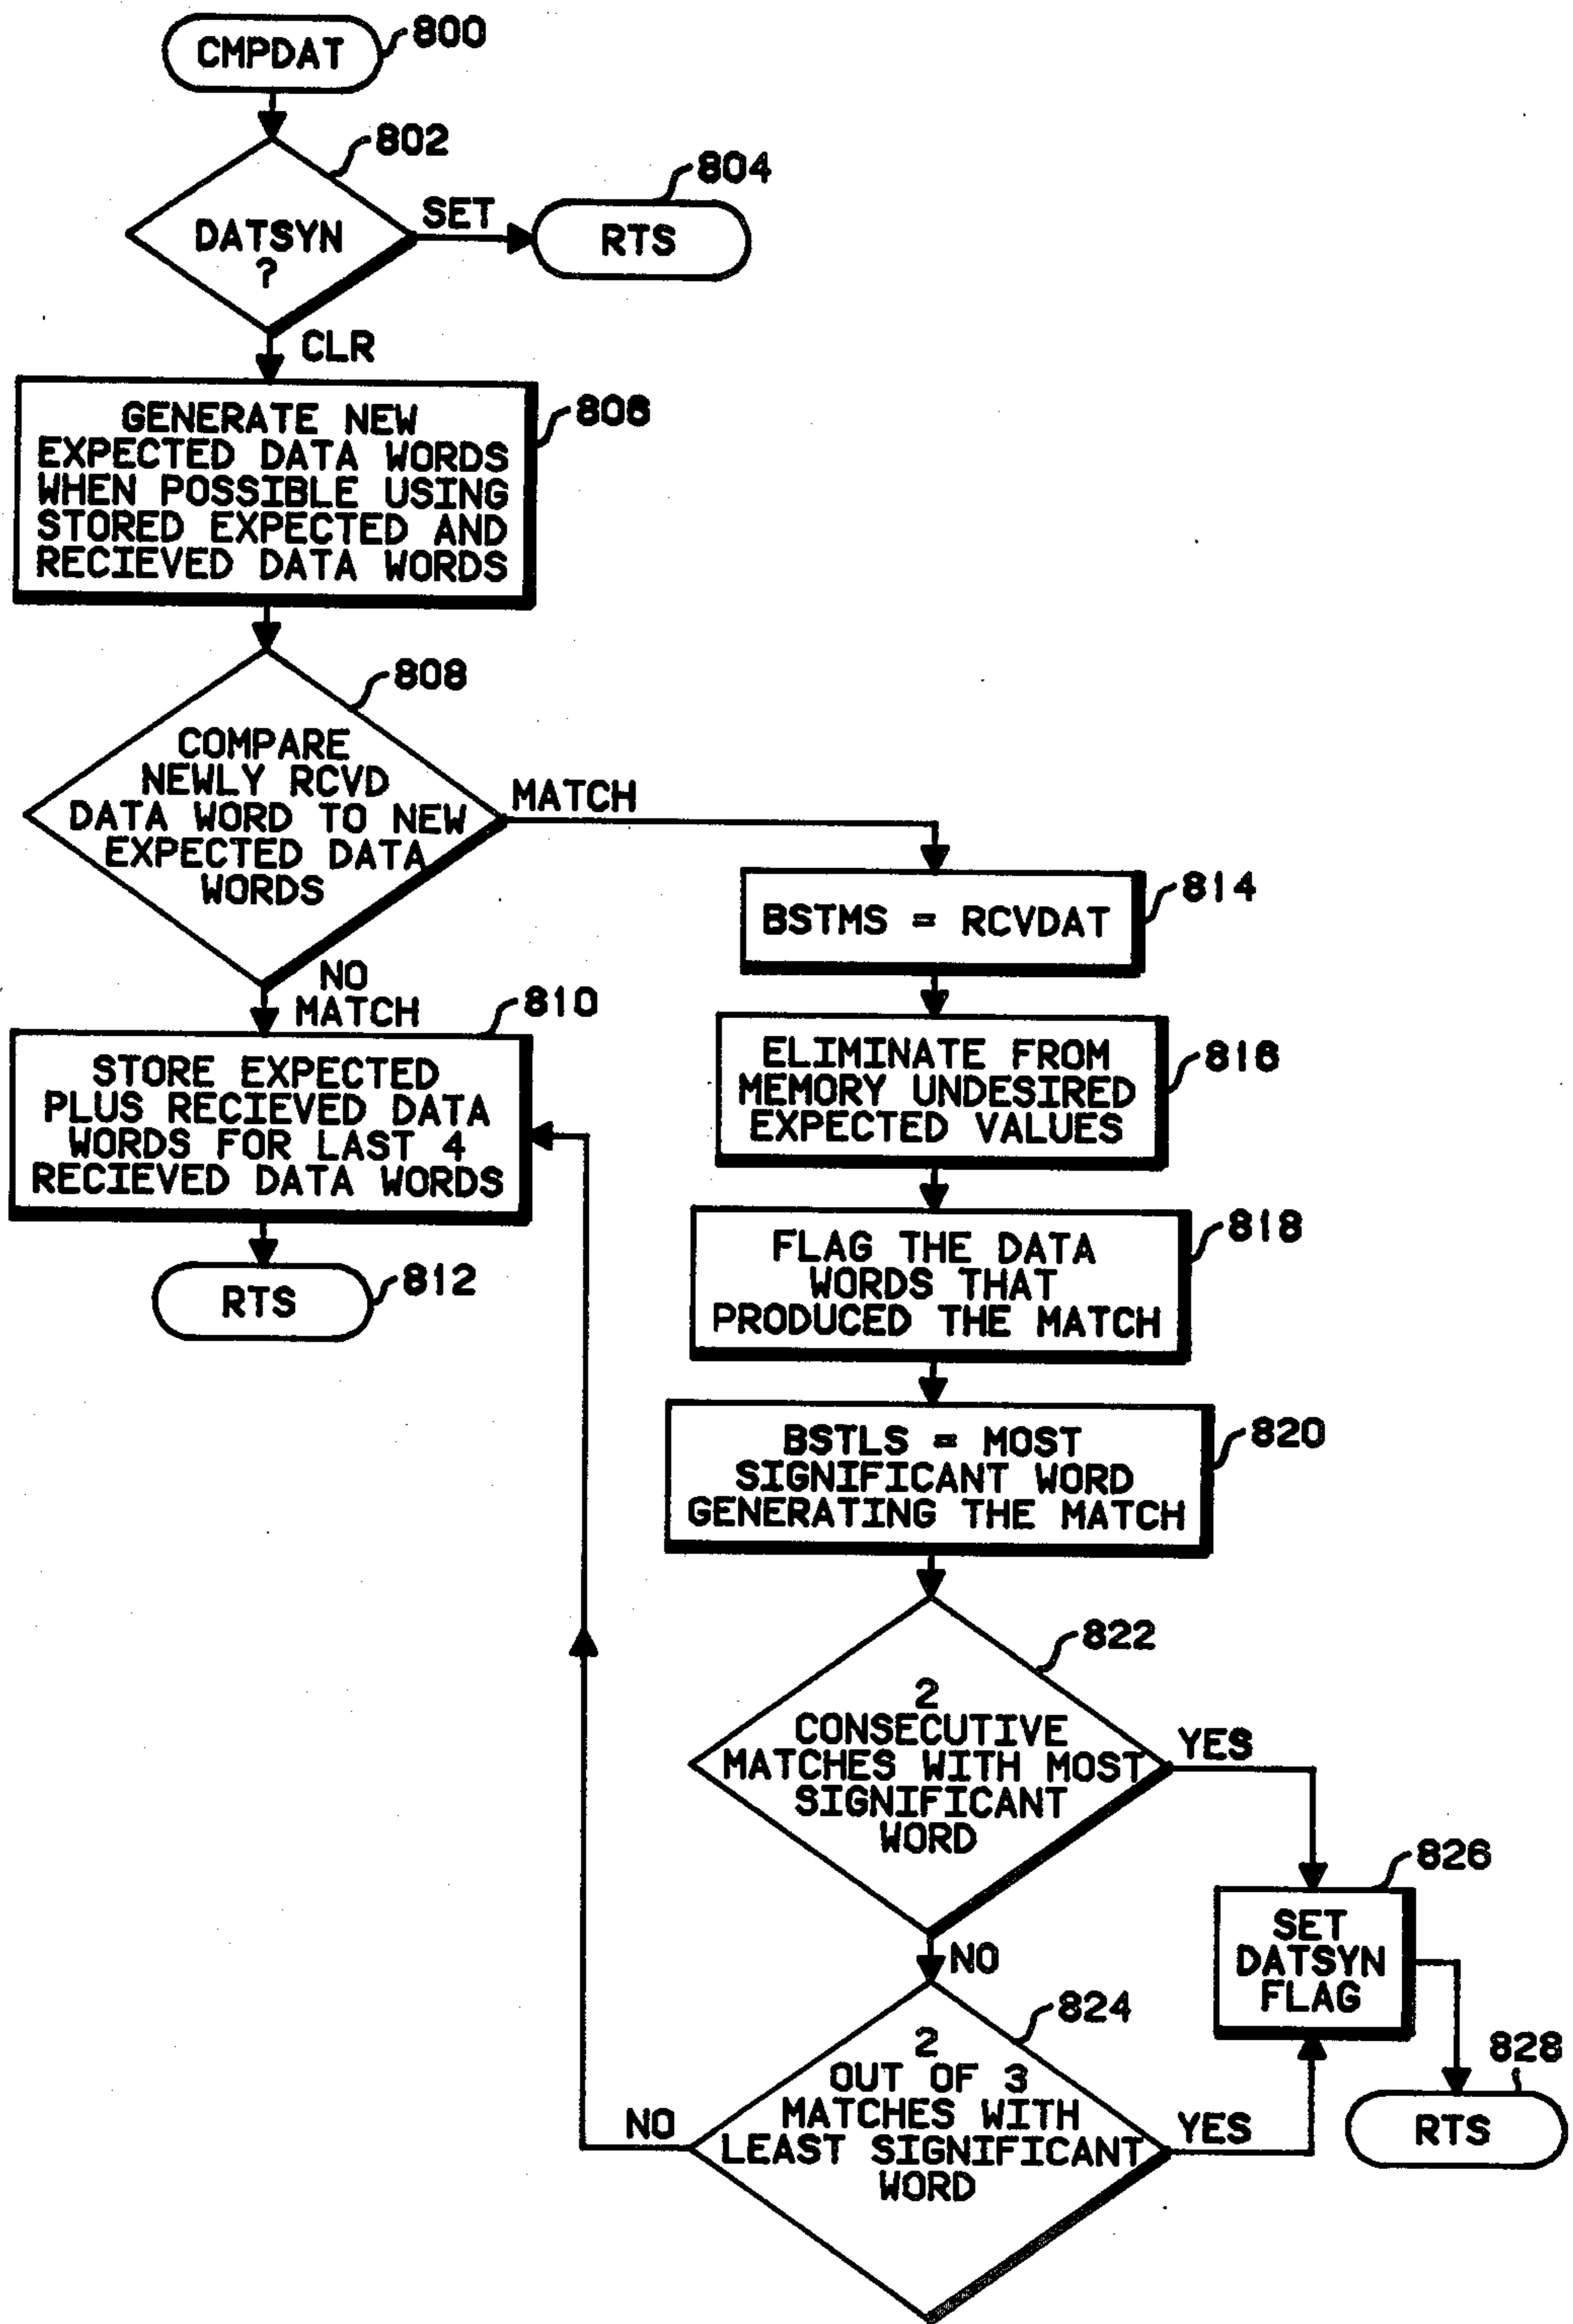 CMPDAT
800
802
DATSYN
?
SET
804
RTS
CLR
GENERATE NEW
EXPECTED DATA WORDS
WHEN POSSIBLE USING
STORED EXPECTED AND
RECIEVED DATA WORDS
806
808
COMPARE
NEWLY RCVD
DATA WORD TO NEW
EXPECTED DATA
WORDS
MATCH
NO
MATCH
810
STORE EXPECTED
PLUS RECIEVED DATA
WORDS FOR LAST 4
RECIEVED DATA WORDS
RTS
812
BSTMS = RCVDAT
814
ELIMINATE FROM
MEMORY UNDESIRED
EXPECTED VALUES
816
FLAG THE DATA
WORDS THAT
PRODUCED THE MATCH
818
BSTLS = MOST
SIGNIFICANT WORD
GENERATING THE MATCH
820
822
2
CONSECUTIVE
MATCHES WITH MOST
SIGNIFICANT
WORD
YES
NO
824
2
OUT OF 3
MATCHES WITH
LEAST SIGNIFICANT
WORD
NO
YES
826
SET
DATSYN
FLAG
828
RTS